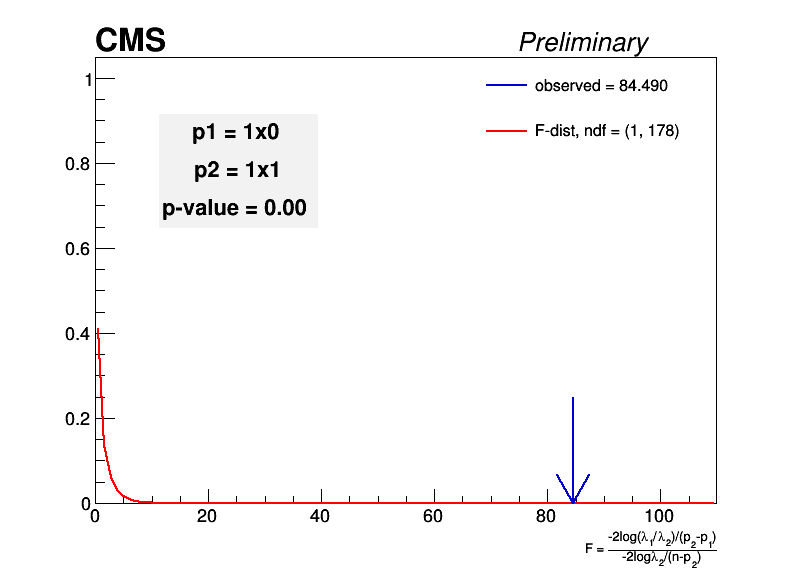 CMS Preliminary
observed = 84.490
F-dist, ndf = (1, 178)
p1 = 1x0
p2 = 1x1
p-value = 0.00
1
0.8
0.6
0.4
0.2
0
0 20 40 60 80 100
F = -2log(λ1/λ2)/(p2-p1)
-2logλ2/(n-p2)